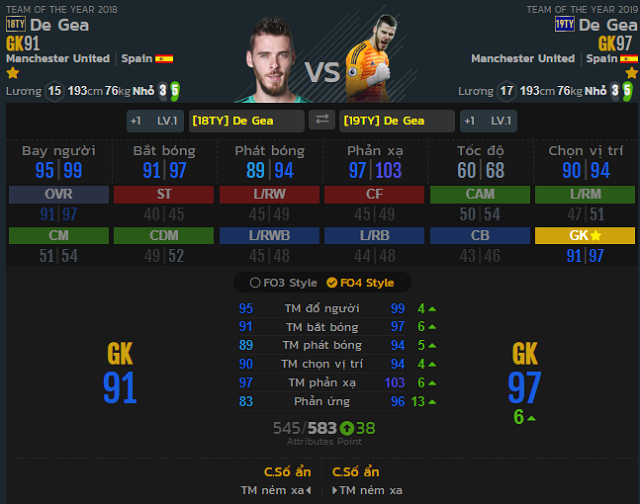 TEAM OF THE YEAR 2018 TEAM OF THE YEAR 2019
18TY De Gea 19TY De Gea
GK91 GK97
Manchester United | Spain Manchester United | Spain
VS
Lương 15 193cm 76kg Nhỏ 3 5 Lương 17 193cm 76kg Nhỏ 3 5
+1 LV.1 [18TY] De Gea [19TY] De Gea +1 LV.1
Bay người Bắt bóng Phát bóng Phản xạ Tốc độ Chọn vị trí
95|99 91|97 89|94 97|103 60|68 90|94
OVR ST L/RW CF CAM L/RM
91|97 40|45 45|49 45|49 50|54 47|51
CM CDM L/RWB L/RB CB GK
51|54 49|52 45|48 44|48 43|46 91|97
FO3 Style FO4 Style
95 TM đổ người 99 4
91 TM bắt bóng 97 6
89 TM phát bóng 94 5
90 TM chọn vị trí 94 4
97 TM phản xạ 103 6
83 Phản ứng 96 13
GK GK
91 97
6
545/583 38
Attributes Point
C.Số ẩn C.Số ẩn
TM ném xa TM ném xa